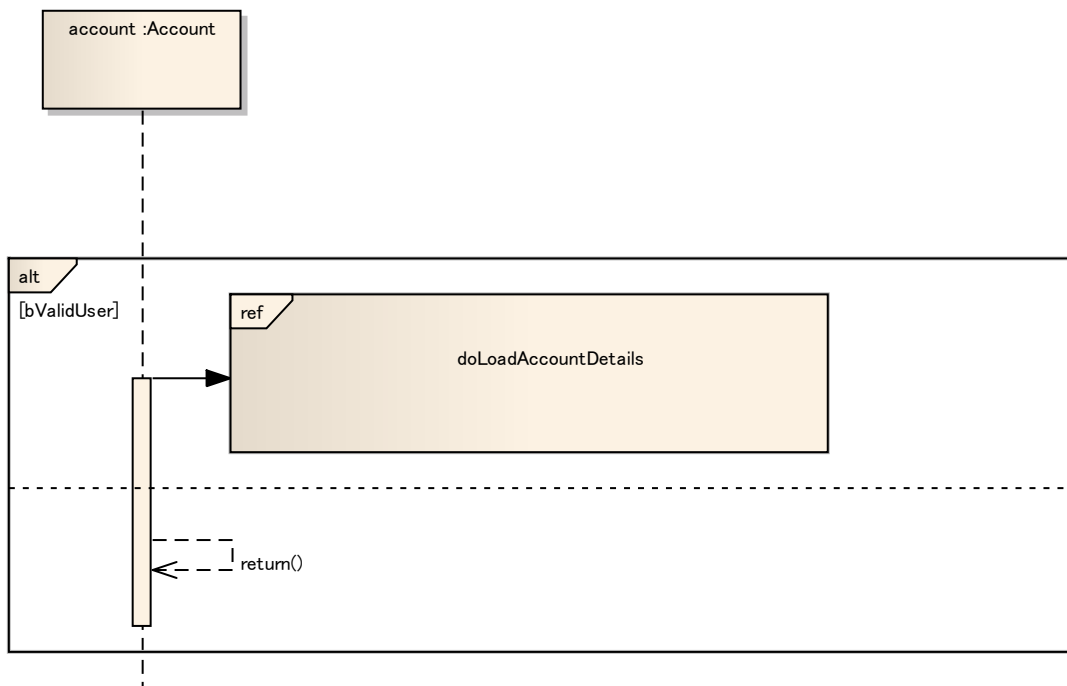 account :Account
alt
[bValidUser]
ref
doLoadAccountDetails
return()